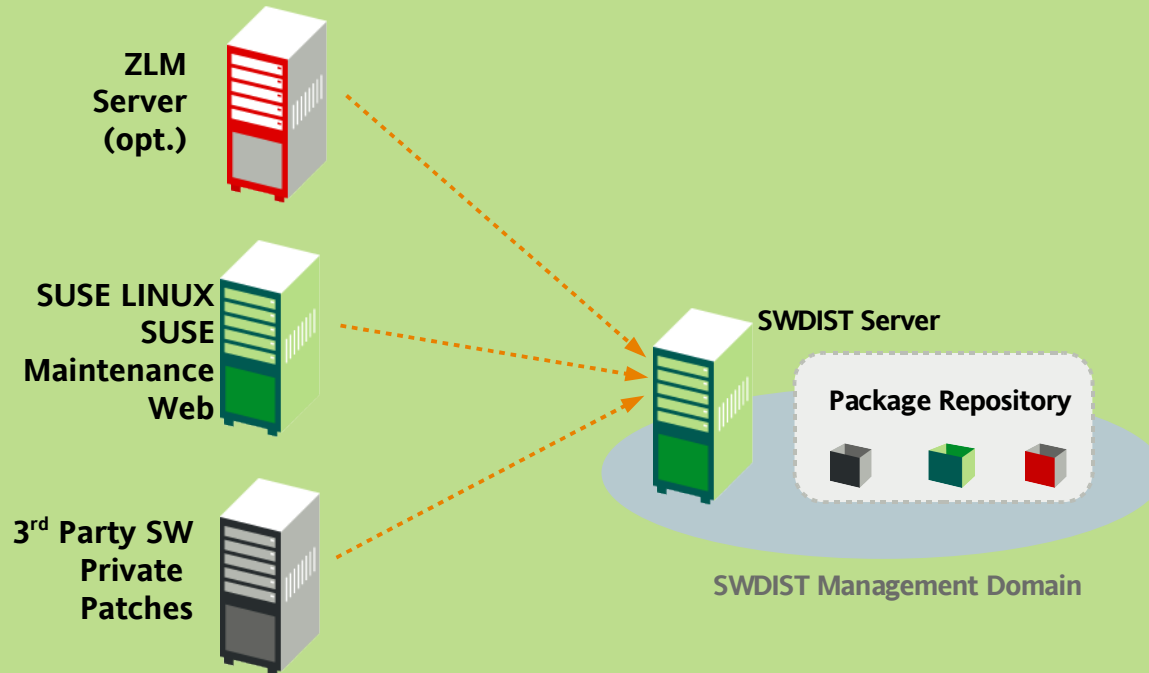 ZLM
Server
(opt.)
SUSE LINUX
SUSE
Maintenance
Web
3rd Party SW
Private
Patches
SWDIST Server
Package Repository
SWDIST Management Domain